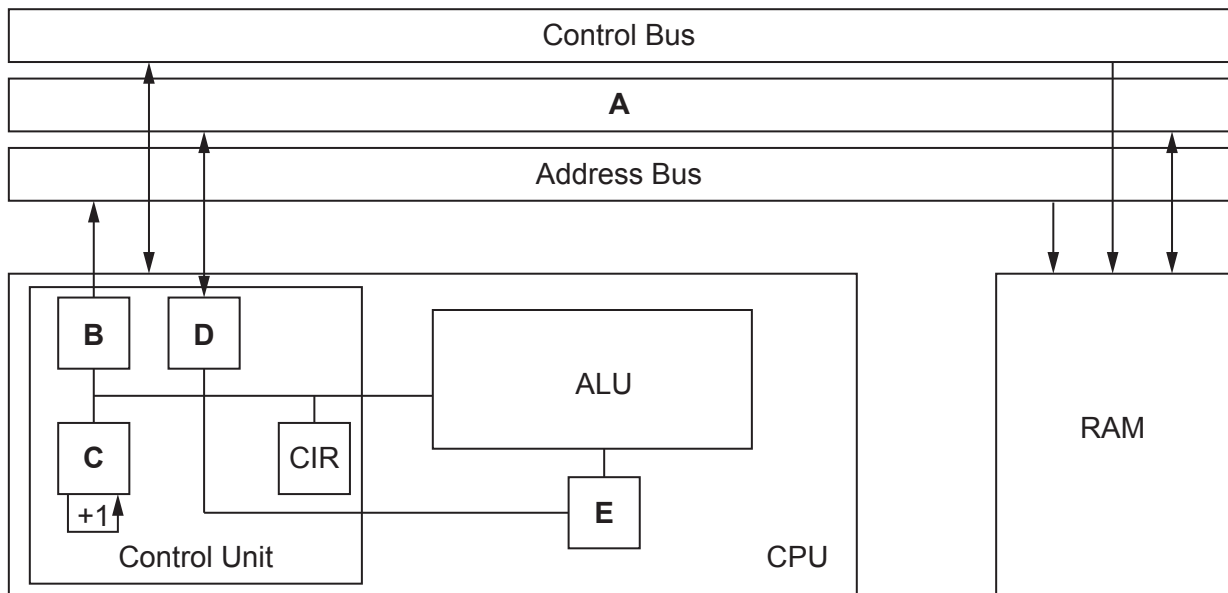 Control Bus
A
Address Bus
B
D
ALU
C
CIR
RAM
+1
E
Control Unit
CPU